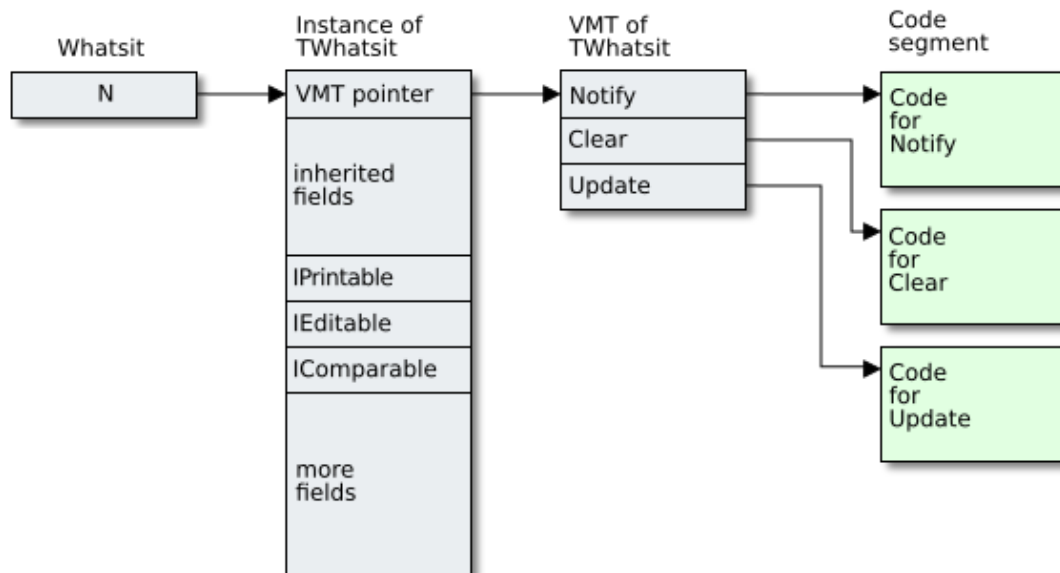 Whatsit
N
Instance of
TWhatsit
VMT pointer
inherited
fields
IPrintable
IEditable
IComparable
more
fields
VMT of
TWhatsit
Notify
Clear
Update
Code
segment
Code
for
Notify
Code
for
Clear
Code
for
Update